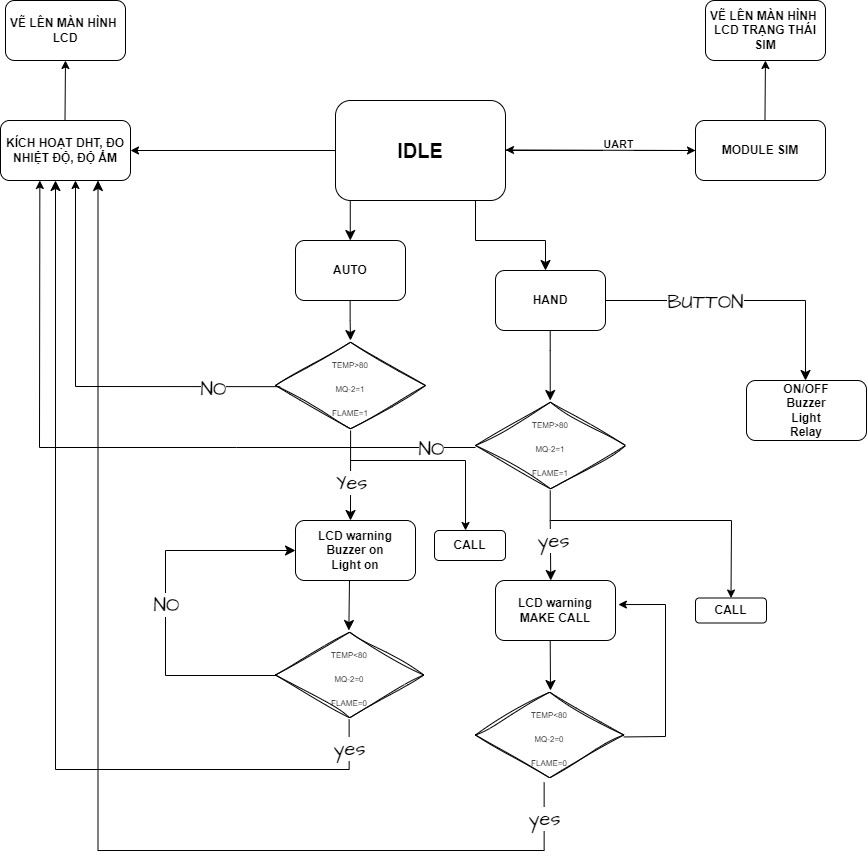 VẼ LÊN MÀN HÌNH
LCD
VẼ LÊN MÀN HÌNH
LCD TRẠNG THÁI
SIM
KÍCH HOẠT DHT, ĐO
NHIỆT ĐỘ, ĐỘ ẨM
IDLE
UART
MODULE SIM
AUTO
HAND
BUTTON
TEMP>80
MQ-2=1
FLAME=1
NO
ON/OFF
Buzzer
Light
Relay
TEMP>80
MQ-2=1
FLAME=1
NO
Yes
LCD warning
Buzzer on
Light on
CALL
yes
NO
LCD warning
MAKE CALL
CALL
TEMP<80
MQ-2=0
FLAME=0
yes
TEMP<80
MQ-2=0
FLAME=0
yes